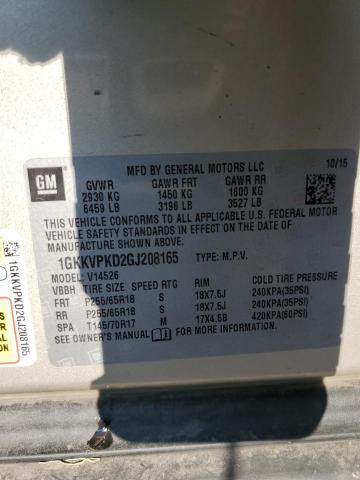 MFD BY GENERAL MOTORS LLC 10/15
GM
GVWR GAWR FRT GAWR RR
2930 KG 1450 KG 1600 KG
6459 LB 3196 LB 3527 LB
THIS VEHICLE CONFORMS TO ALL APPLICABLE U.S. FEDERAL MOTOR
VEHICLE SAFETY STANDARDS IN EFFECT ON THE DATE OF
MANUFACTURE SHOWN ABOVE.
1GKKVPKD2GJ208165 TYPE: M.P.V.
MODEL: V14526
VBBH TIRE SIZE SPEED RTG RIM COLD TIRE PRESSURE
FRT P255/65R18 S 18X7.5J 240KPA(35PSI)
RR P255/65R18 S 18X7.5J 240KPA(35PSI)
SPA T145/70R17 M 17X4.5B 420KPA(60PSI)
SEE OWNER'S MANUAL FOR ADDITIONAL INFORMATION
1GKKVPKD2GJ208165